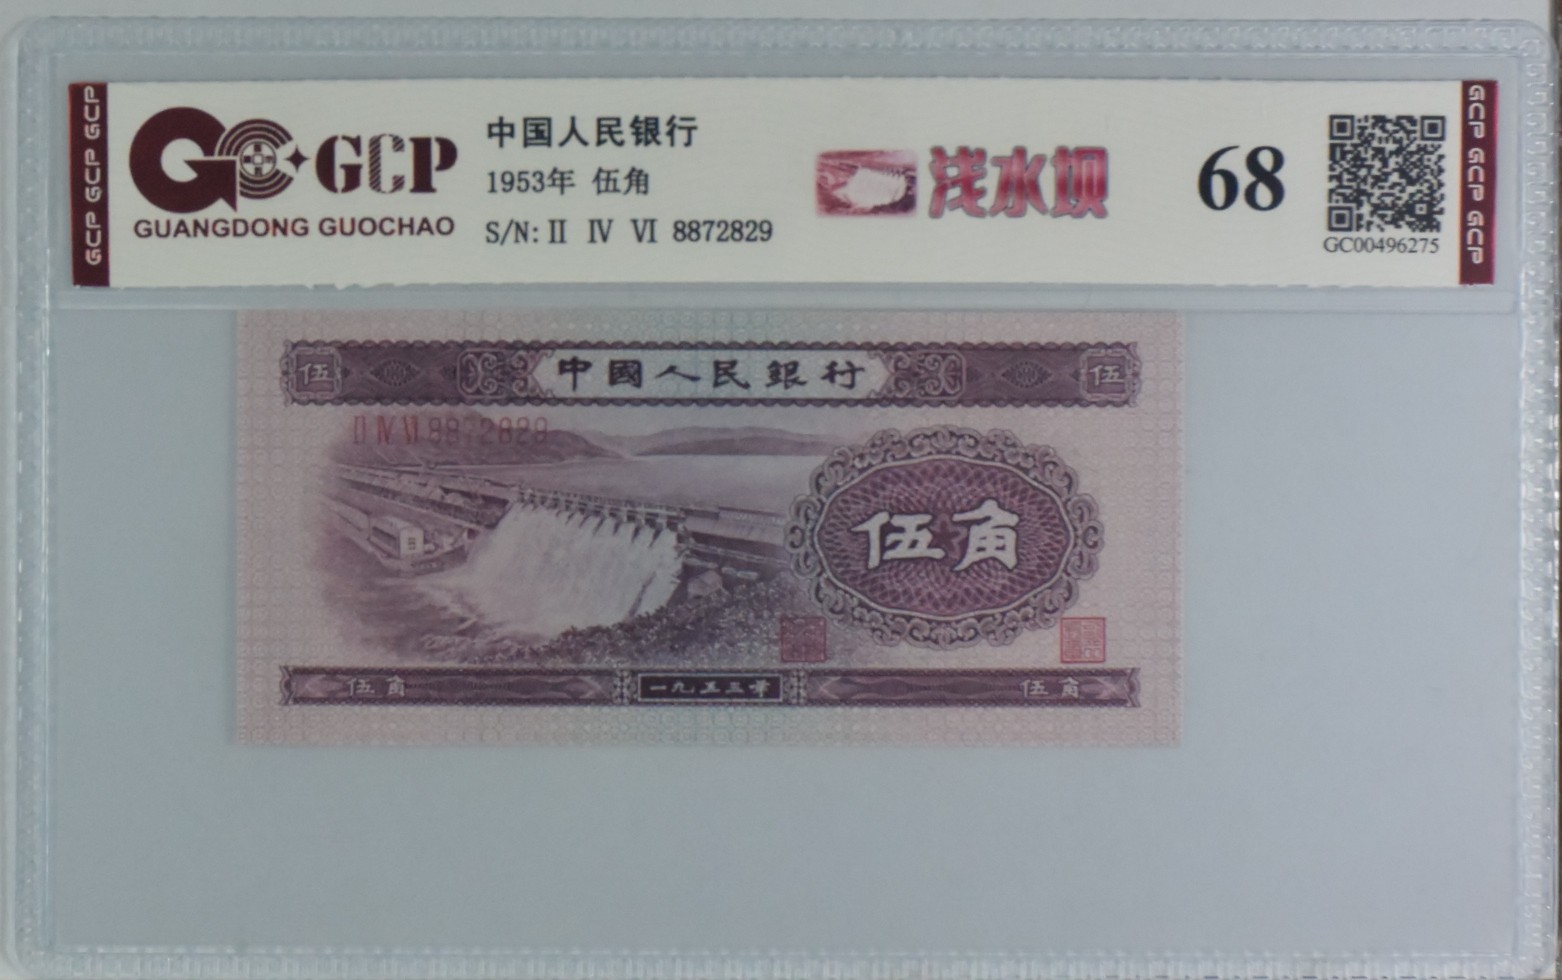 GCP GCP GCP
GCP
GUANGDONG GUOCHAO
中国人民银行
1953年 伍角
S/N: II IV VI 8872829
浅水坝
68
GC00496275
GCP GCP GCP
伍
中國人民銀行
伍
II IV VI 8872829
伍角
伍角
一九五三年
伍角